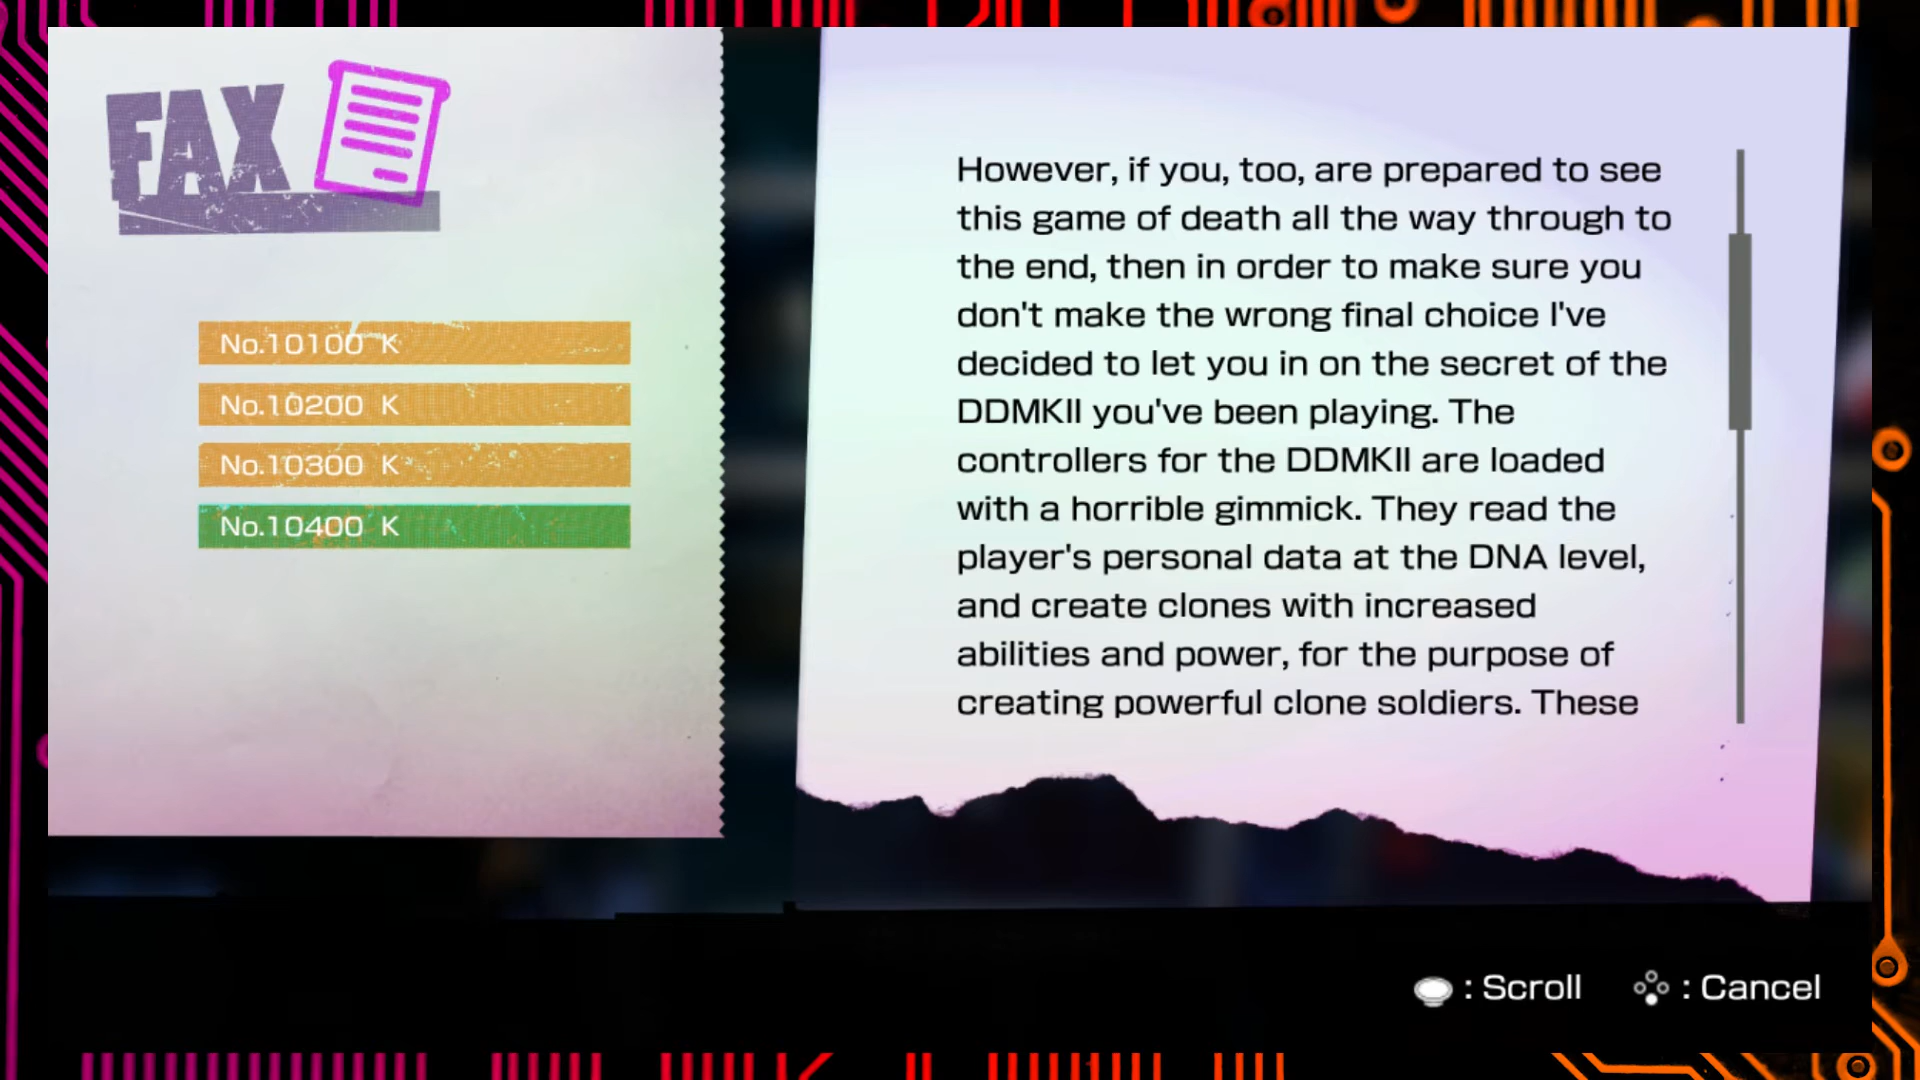 FAX
No.10100 K
No.10200 K
No.10300 K
No.10400 K
However, if you, too, are prepared to see
this game of death all the way through to
the end, then in order to make sure you
don't make the wrong final choice I've
decided to let you in on the secret of the
DDMKII you've been playing. The
controllers for the DDMKII are loaded
with a horrible gimmick. They read the
player's personal data at the DNA level,
and create clones with increased
abilities and power, for the purpose of
creating powerful clone soldiers. These
: Scroll : Cancel